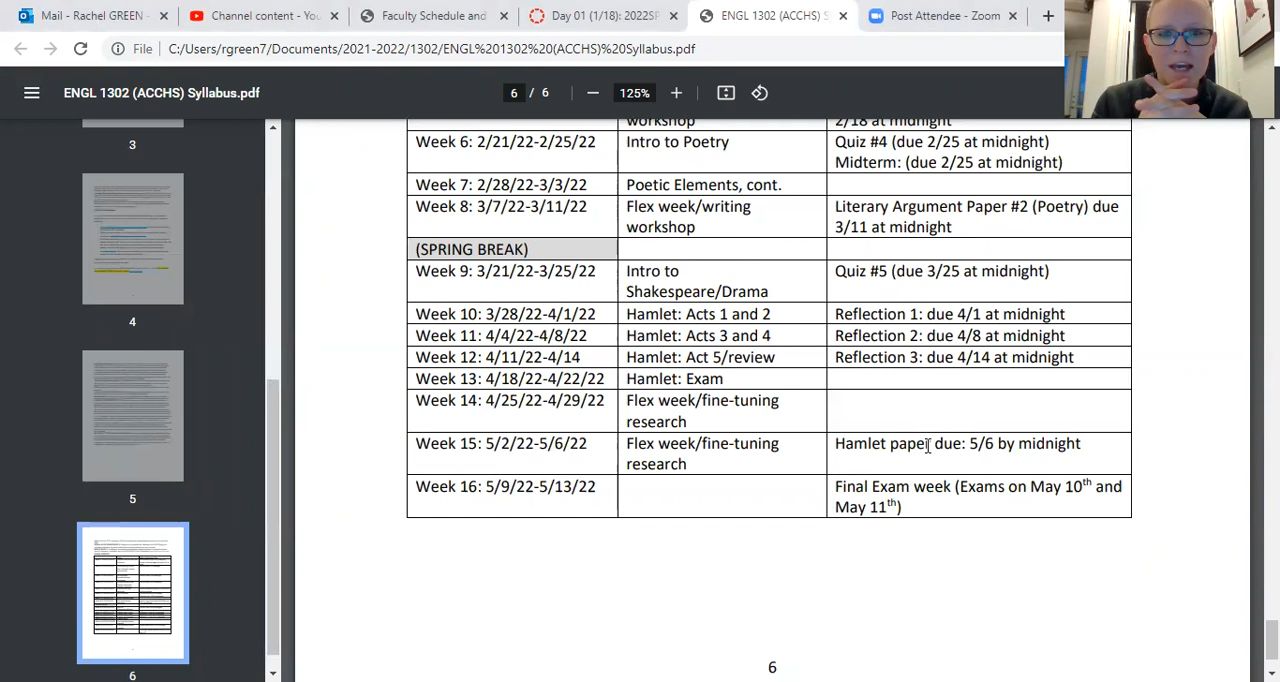 Mail - Rachel GREEN -
Channel content - You
Faculty Schedule and
Day 01 (1/18): 2022SP
ENGL 1302 (ACCHS) S
Post Attendee - Zoom
File C:/Users/rgreen7/Documents/2021-2022/1302/ENGL%201302%20(ACCHS)%20Syllabus.pdf
ENGL 1302 (ACCHS) Syllabus.pdf
6 / 6
125%
3
4
5
6
workshop 2/18 at midnight
Week 6: 2/21/22-2/25/22 Intro to Poetry Quiz #4 (due 2/25 at midnight)
Midterm: (due 2/25 at midnight)
Week 7: 2/28/22-3/3/22 Poetic Elements, cont.
Week 8: 3/7/22-3/11/22 Flex week/writing Literary Argument Paper #2 (Poetry) due
workshop 3/11 at midnight
(SPRING BREAK)
Week 9: 3/21/22-3/25/22 Intro to Quiz #5 (due 3/25 at midnight)
Shakespeare/Drama
Week 10: 3/28/22-4/1/22 Hamlet: Acts 1 and 2 Reflection 1: due 4/1 at midnight
Week 11: 4/4/22-4/8/22 Hamlet: Acts 3 and 4 Reflection 2: due 4/8 at midnight
Week 12: 4/11/22-4/14 Hamlet: Act 5/review Reflection 3: due 4/14 at midnight
Week 13: 4/18/22-4/22/22 Hamlet: Exam
Week 14: 4/25/22-4/29/22 Flex week/fine-tuning
research
Week 15: 5/2/22-5/6/22 Flex week/fine-tuning Hamlet paper due: 5/6 by midnight
research
Week 16: 5/9/22-5/13/22 Final Exam week (Exams on May 10th and
May 11th)
6